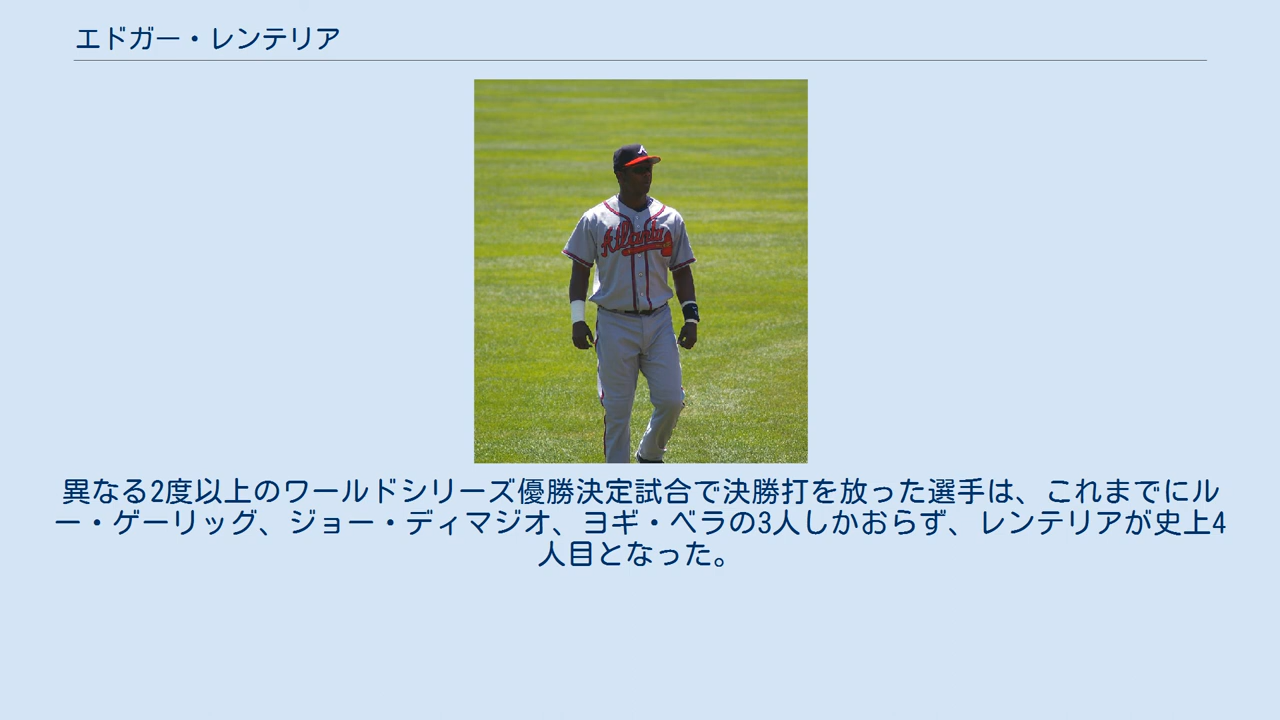 エドガー・レンテリア
Atlanta
異なる2度以上のワールドシリーズ優勝決定試合で決勝打を放った選手は、これまでにル
ー・ゲーリッグ、ジョー・ディマジオ、ヨギ・ベラの3人しかおらず、レンテリアが史上4
人目となった。